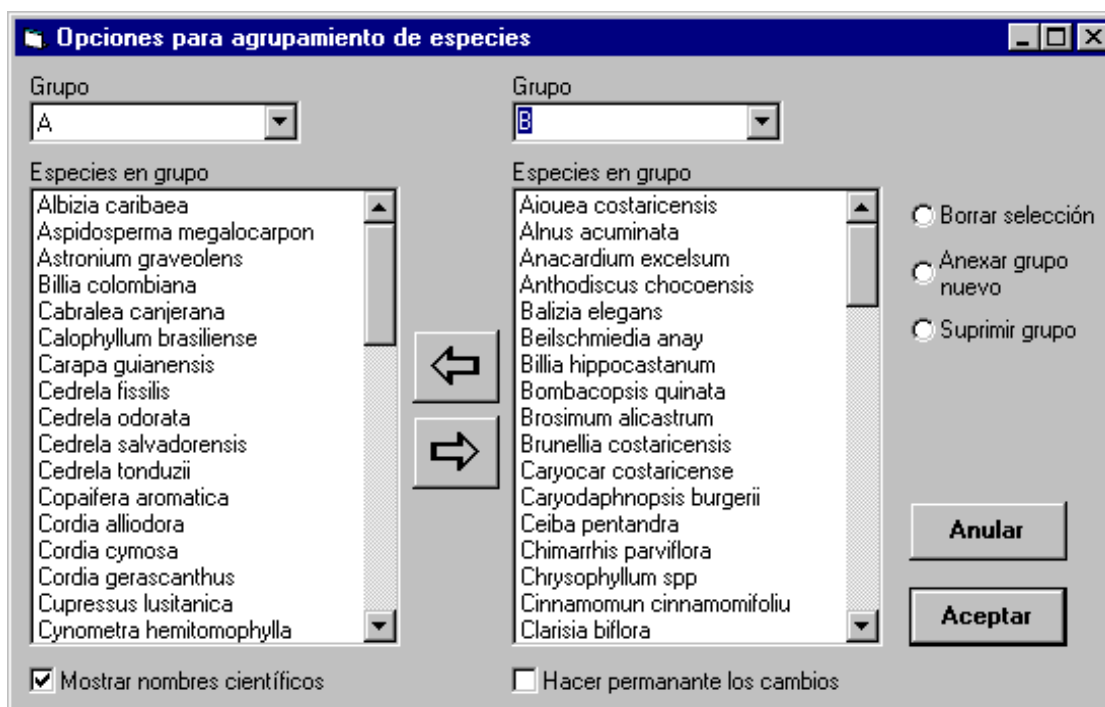 Opciones para agrupamiento de especies
Grupo
A
Especies en grupo
Albizia caribaea
Aspidosperma megalocarpon
Astronium graveolens
Billia colombiana
Cabralea canjerana
Calophyllum brasiliense
Carapa guianensis
Cedrela fissilis
Cedrela odorata
Cedrela salvadorensis
Cedrela tonduzii
Copaifera aromatica
Cordia alliodora
Cordia cymosa
Cordia gerascanthus
Cupressus lusitanica
Cynometra hemitomophylla
Mostrar nombres científicos
Grupo
B
Especies en grupo
Aiouea costaricensis
Alnus acuminata
Anacardium excelsum
Anthodiscus chocoensis
Balizia elegans
Beilschmiedia anay
Billia hippocastanum
Bombacopsis quinata
Brosimum alicastrum
Brunellia costaricensis
Caryocar costaricense
Caryodaphnopsis burgerii
Ceiba pentandra
Chimarrhis parviflora
Chrysophyllum spp
Cinnamomun cinnamomifoliu
Clarisia biflora
Hacer permanante los cambios
Borrar selección
Anexar grupo
nuevo
Suprimir grupo
Anular
Aceptar